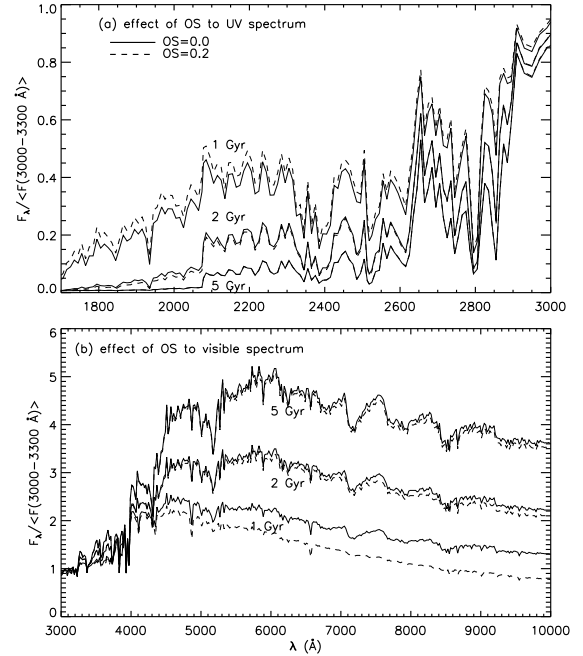 (a) effect of OS to UV spectrum
OS=0.0
OS=0.2
1 Gyr
2 Gyr
5 Gyr
F_λ/<F(3000−3300 Å)>
1.0
0.8
0.6
0.4
0.2
0.0
1800 2000 2200 2400 2600 2800 3000
(b) effect of OS to visible spectrum
5 Gyr
2 Gyr
1 Gyr
F_λ/<F(3000−3300 Å)>
6
5
4
3
2
1
0
3000 4000 5000 6000 7000 8000 9000 10000
λ (Å)